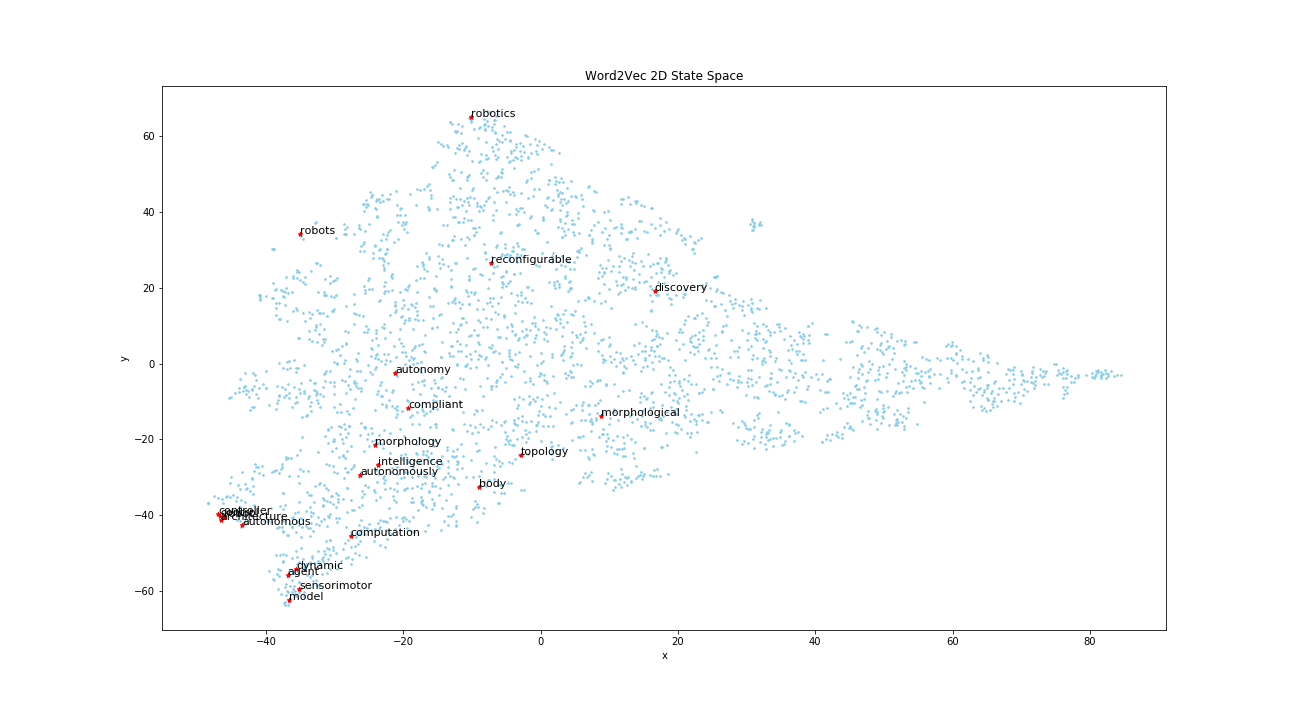 Word2Vec 2D State Space
robotics
robots
reconfigurable
discovery
autonomy
compliant
morphological
morphology
topology
intelligence
autonomously
body
controller
architecture
autonomous
computation
dynamic
agent
sensorimotor
model
y
60
40
20
0
−20
−40
−60
−40
−20
0
20
40
60
80
x